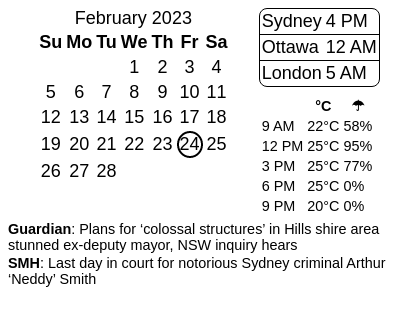 February 2023
Su Mo Tu We Th Fr Sa
1 2 3 4
5 6 7 8 9 10 11
12 13 14 15 16 17 18
19 20 21 22 23 24 25
26 27 28
Sydney 4 PM
Ottawa 12 AM
London 5 AM
°C ☂
9 AM 22°C 58%
12 PM 25°C 95%
3 PM 25°C 77%
6 PM 25°C 0%
9 PM 20°C 0%
Guardian: Plans for ‘colossal structures’ in Hills shire area
stunned ex-deputy mayor, NSW inquiry hears
SMH: Last day in court for notorious Sydney criminal Arthur
‘Neddy’ Smith